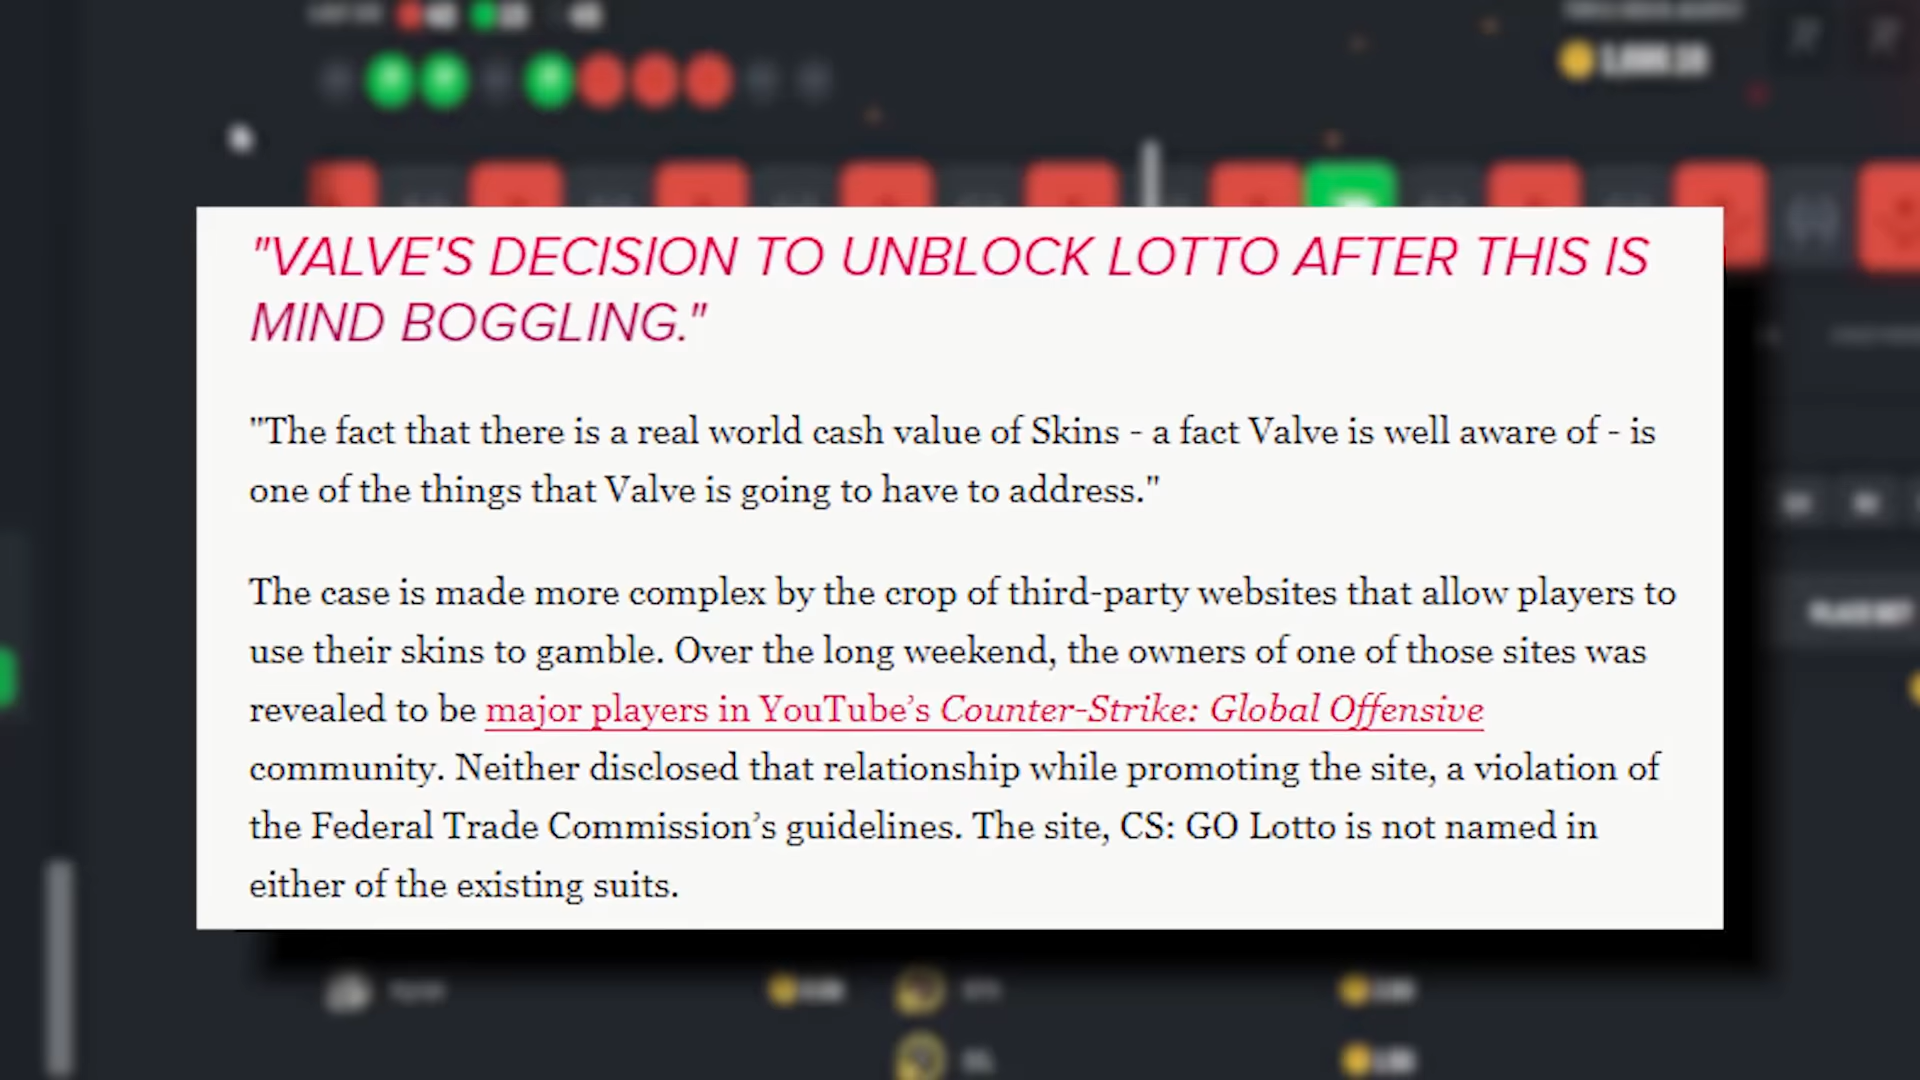 "VALVE'S DECISION TO UNBLOCK LOTTO AFTER THIS IS
MIND BOGGLING."
"The fact that there is a real world cash value of Skins - a fact Valve is well aware of - is
one of the things that Valve is going to have to address."
The case is made more complex by the crop of third-party websites that allow players to
use their skins to gamble. Over the long weekend, the owners of one of those sites was
revealed to be major players in YouTube’s Counter-Strike: Global Offensive
community. Neither disclosed that relationship while promoting the site, a violation of
the Federal Trade Commission’s guidelines. The site, CS: GO Lotto is not named in
either of the existing suits.